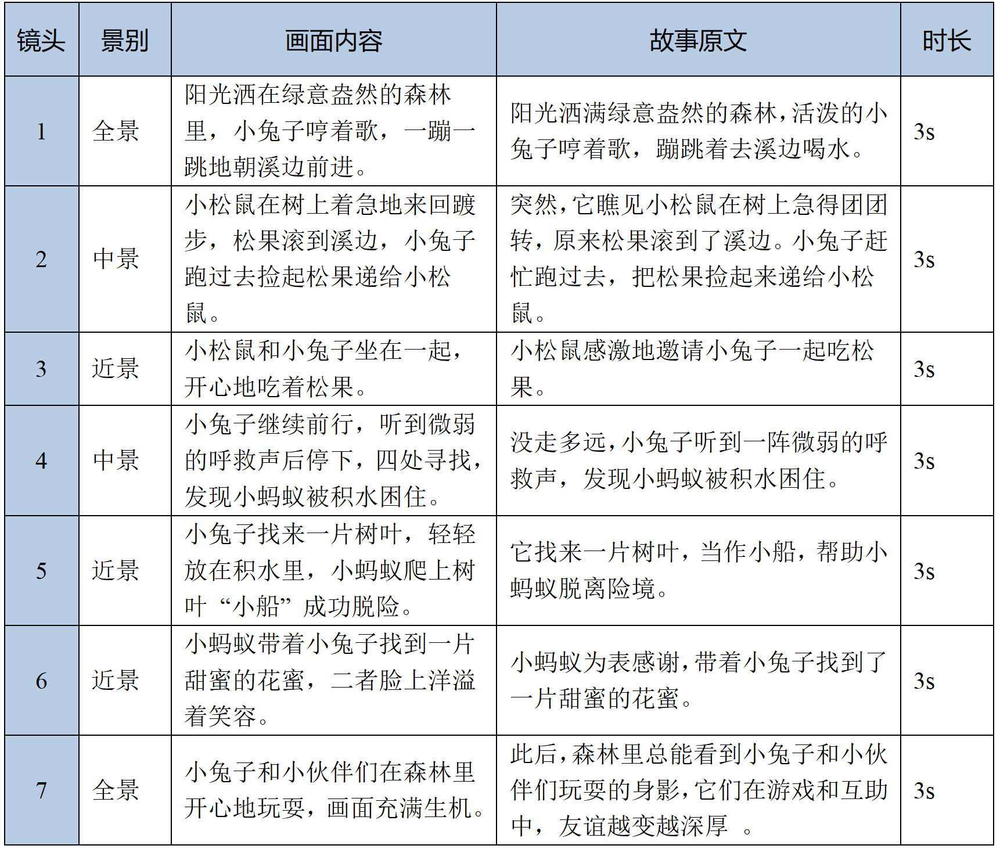 镜头 景别 画面内容 故事原文 时长
1
全景
阳光洒在绿意盎然的森林
里，小兔子哼着歌，一蹦一
跳地朝溪边前进。
阳光洒满绿意盎然的森林，活泼的小
兔子哼着歌，蹦跳着去溪边喝水。
3s
2
中景
小松鼠在树上着急地来回踱
步，松果滚到溪边，小兔子
跑过去捡起松果递给小松
鼠。
突然，它瞧见小松鼠在树上急得团团
转，原来松果滚到了溪边。小兔子赶
忙跑过去，把松果捡起来递给小松
鼠。
3s
3
近景
小松鼠和小兔子坐在一起，
开心地吃着松果。
小松鼠感激地邀请小兔子一起吃松
果。
3s
4
中景
小兔子继续前行，听到微弱
的呼救声后停下，四处寻找，
发现小蚂蚁被积水困住。
没走多远，小兔子听到一阵微弱的呼
救声，发现小蚂蚁被积水困住。
3s
5
近景
小兔子找来一片树叶，轻轻
放在积水里，小蚂蚁爬上树
叶“小船”成功脱险。
它找来一片树叶，当作小船，帮助小
蚂蚁脱离险境。
3s
6
近景
小蚂蚁带着小兔子找到一片
甜蜜的花蜜，二者脸上洋溢
着笑容。
小蚂蚁为表感谢，带着小兔子找到了
一片甜蜜的花蜜。
3s
7
全景
小兔子和小伙伴们在森林里
开心地玩耍，画面充满生机。
此后，森林里总能看到小兔子和小伙
伴们玩耍的身影，它们在游戏和互助
中，友谊越变越深厚 。
3s